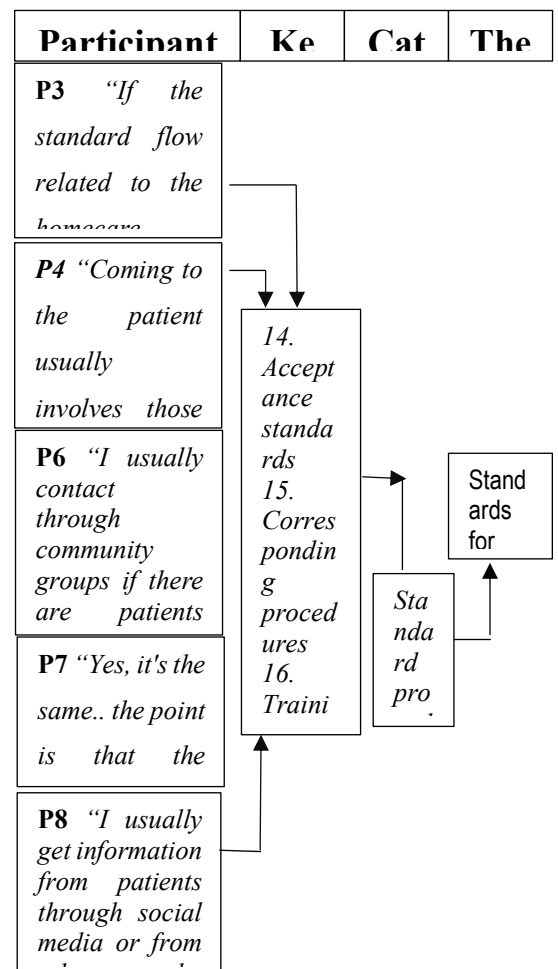 Participant
Ke
Cat
The
P3 “If the
standard flow
related to the
homecare
P4 “Coming to
the patient
usually
involves those
P6 “I usually
contact
through
community
groups if there
are patients
P7 “Yes, it's the
same.. the point
is that the
P8 “I usually
get information
from patients
through social
media or from
14.
Accept
ance
standa
rds
15.
Corres
pondin
g
proced
ures
16.
Traini
Sta
nda
rd
pro
Stand
ards
for